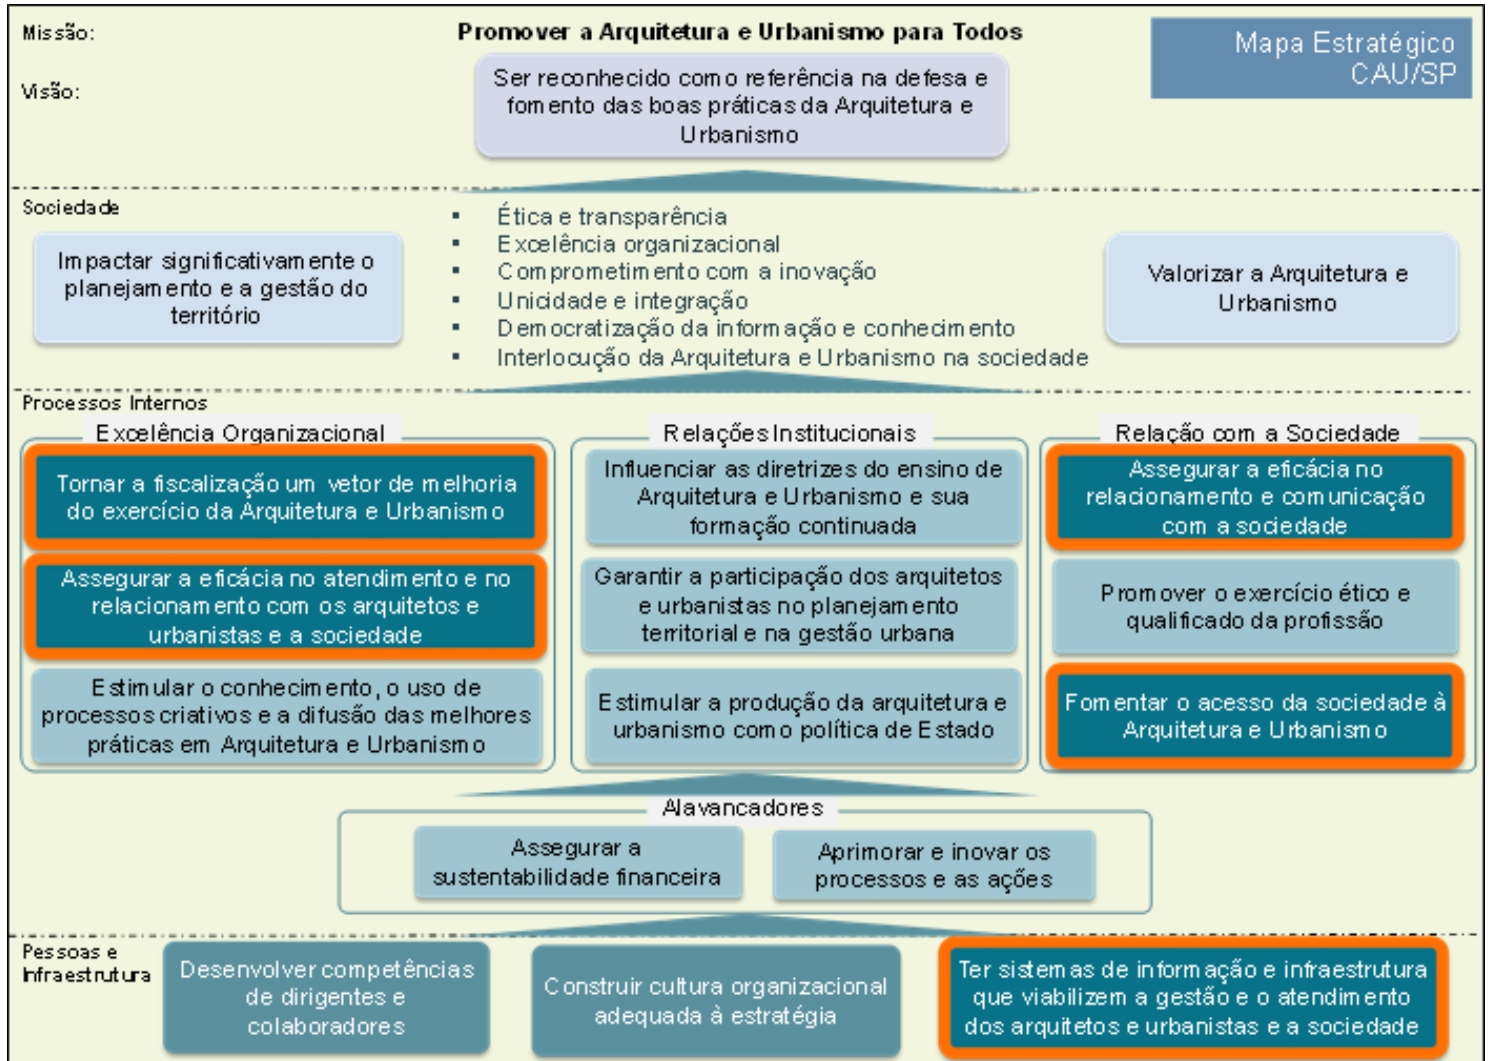 Missão:
Promover a Arquitetura e Urbanismo para Todos
Mapa Estratégico
CAU/SP
Visão:
Ser reconhecido como referência na defesa e
fomento das boas práticas da Arquitetura e
Urbanismo
Sociedade
Impactar significativamente o
planejamento e a gestão do
território
▪ Ética e transparência
▪ Excelência organizacional
▪ Comprometimento com a inovação
▪ Unicidade e integração
▪ Democratização da informação e conhecimento
▪ Interlocução da Arquitetura e Urbanismo na sociedade
Valorizar a Arquitetura e
Urbanismo
Processos Internos
Excelência Organizacional
Tornar a fiscalização um vetor de melhoria
do exercício da Arquitetura e Urbanismo
Assegurar a eficácia no atendimento e no
relacionamento com os arquitetos e
urbanistas e a sociedade
Estimular o conhecimento, o uso de
processos criativos e a difusão das melhores
práticas em Arquitetura e Urbanismo
Relações Institucionais
Influenciar as diretrizes do ensino de
Arquitetura e Urbanismo e sua
formação continuada
Garantir a participação dos arquitetos
e urbanistas no planejamento
territorial e na gestão urbana
Estimular a produção da arquitetura e
urbanismo como política de Estado
Relação com a Sociedade
Assegurar a eficácia no
relacionamento e comunicação
com a sociedade
Promover o exercício ético e
qualificado da profissão
Fomentar o acesso da sociedade à
Arquitetura e Urbanismo
Alavancadores
Assegurar a
sustentabilidade financeira
Aprimorar e inovar os
processos e as ações
Pessoas e
Infraestrutura
Desenvolver competências
de dirigentes e
colaboradores
Construir cultura organizacional
adequada à estratégia
Ter sistemas de informação e infraestrutura
que viabilizem a gestão e o atendimento
dos arquitetos e urbanistas e a sociedade